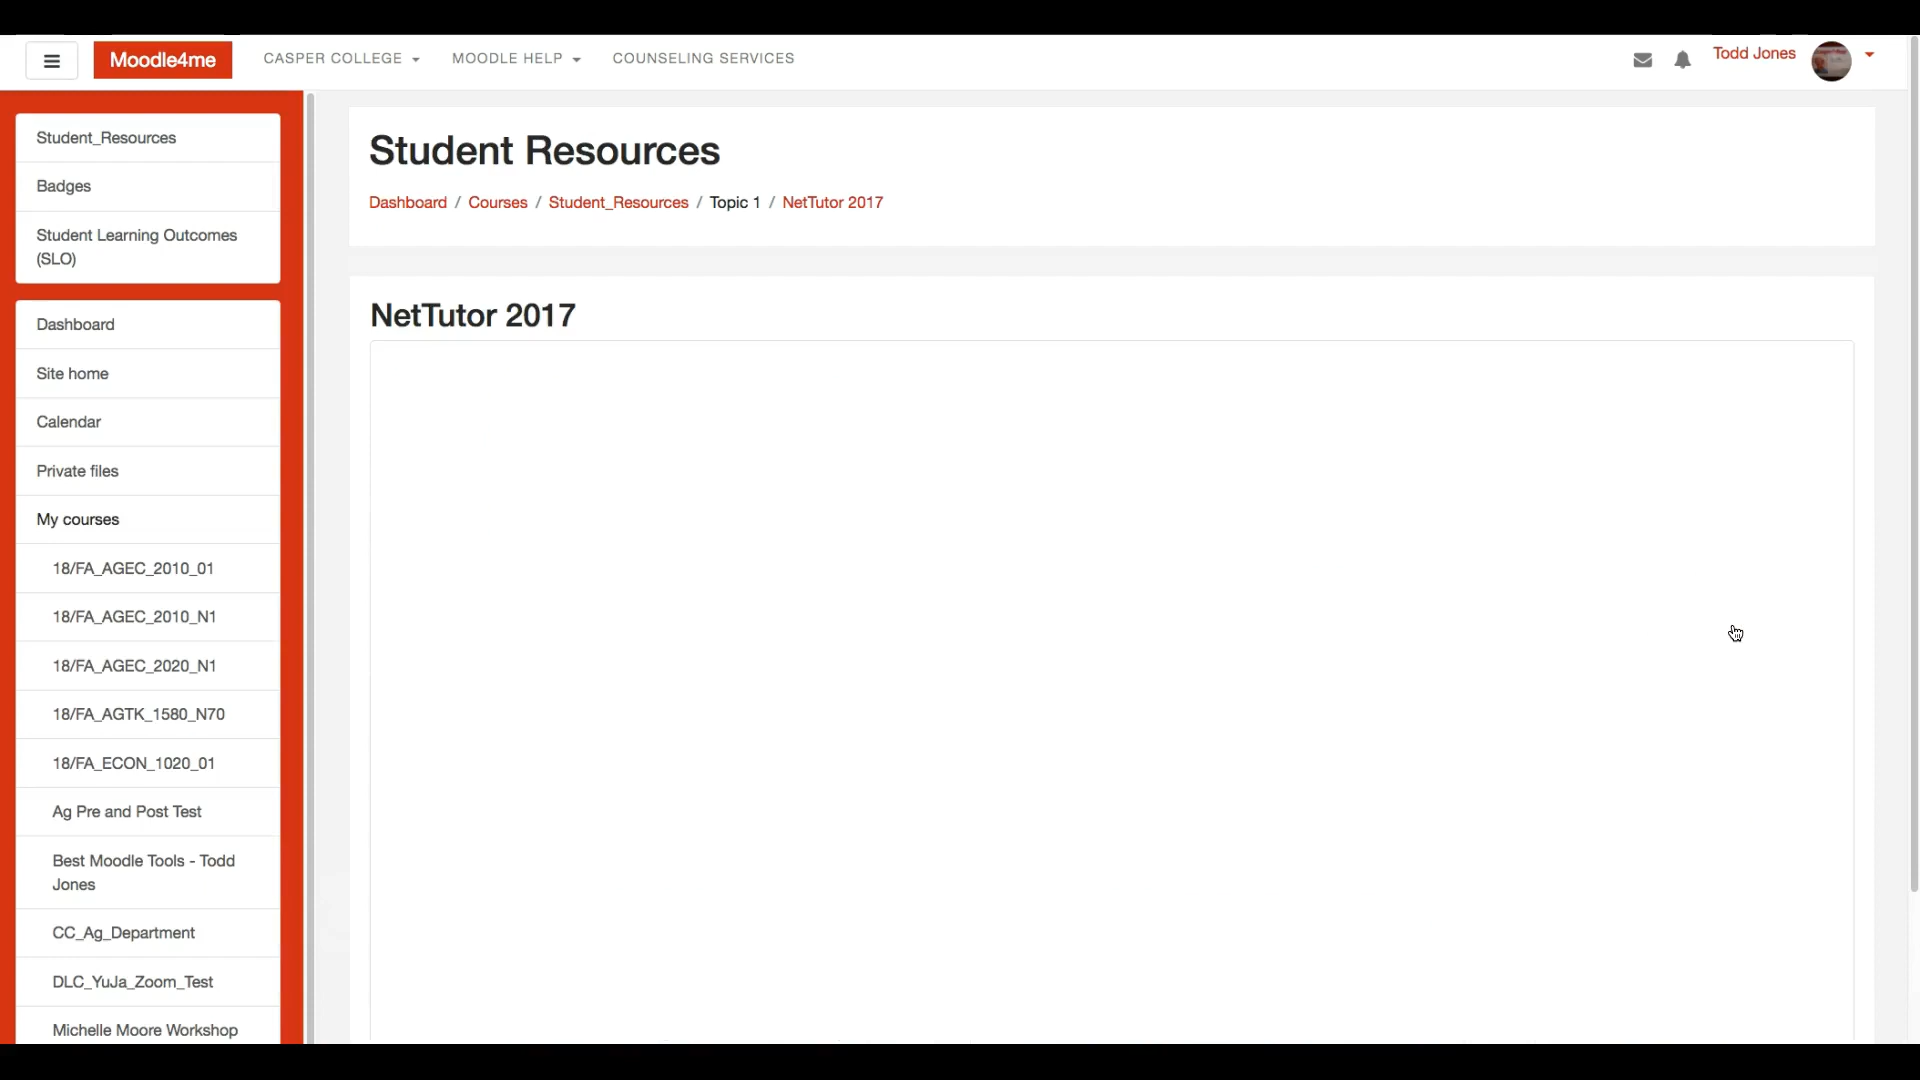 Moodle4me
CASPER COLLEGE
MOODLE HELP
COUNSELING SERVICES
Todd Jones
Student_Resources
Badges
Student Learning Outcomes
(SLO)
Dashboard
Site home
Calendar
Private files
My courses
18/FA_AGEC_2010_01
18/FA_AGEC_2010_N1
18/FA_AGEC_2020_N1
18/FA_AGTK_1580_N70
18/FA_ECON_1020_01
Ag Pre and Post Test
Best Moodle Tools - Todd
Jones
CC_Ag_Department
DLC_YuJa_Zoom_Test
Michelle Moore Workshop
Student Resources
Dashboard / Courses / Student_Resources / Topic 1 / NetTutor 2017
NetTutor 2017